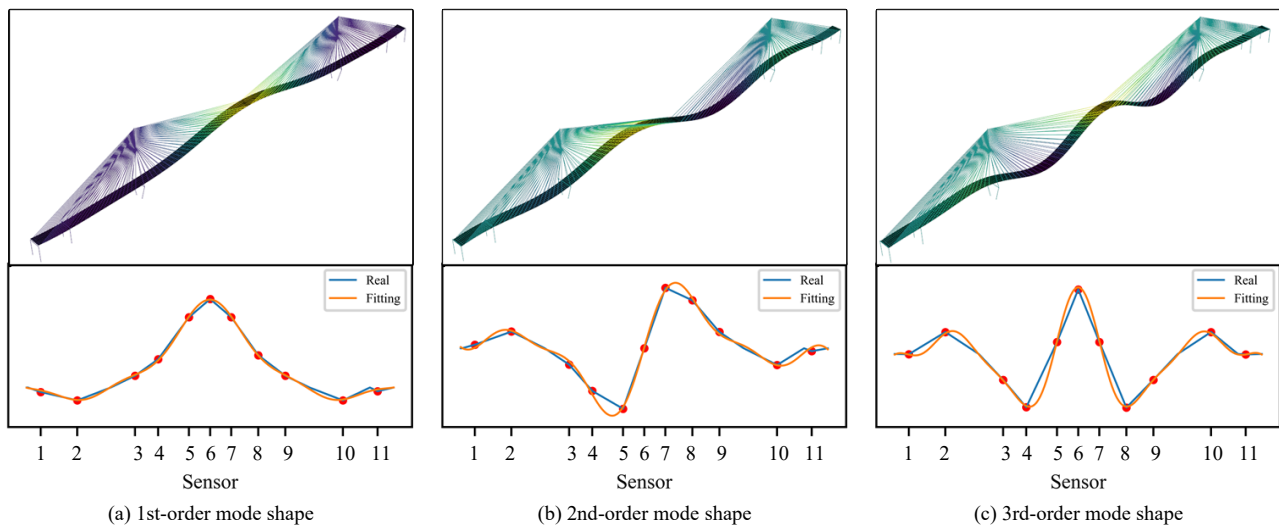 Real
Fitting
Real
Fitting
Real
Fitting
1 2 3 4 5 6 7 8 9 10 11
1 2 3 4 5 6 7 8 9 10 11
1 2 3 4 5 6 7 8 9 10 11
Sensor
Sensor
Sensor
(a) 1st-order mode shape
(b) 2nd-order mode shape
(c) 3rd-order mode shape